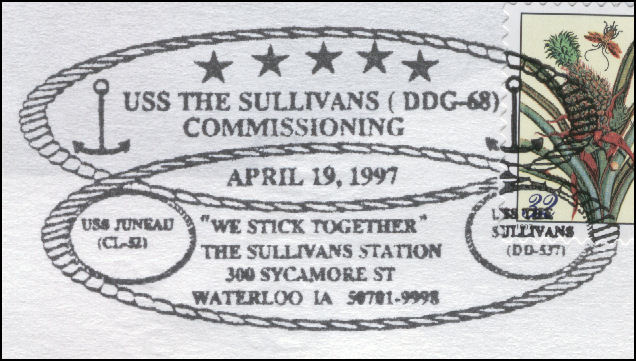 USS THE SULLIVANS ( DDG-68)
COMMISSIONING
APRIL 19, 1997
USS JUNEAU
(CL-52)
"WE STICK TOGETHER"
THE SULLIVANS STATION
300 SYCAMORE ST
WATERLOO IA 50701-9998
32
USS THE
SULLIVANS
(DD-537)